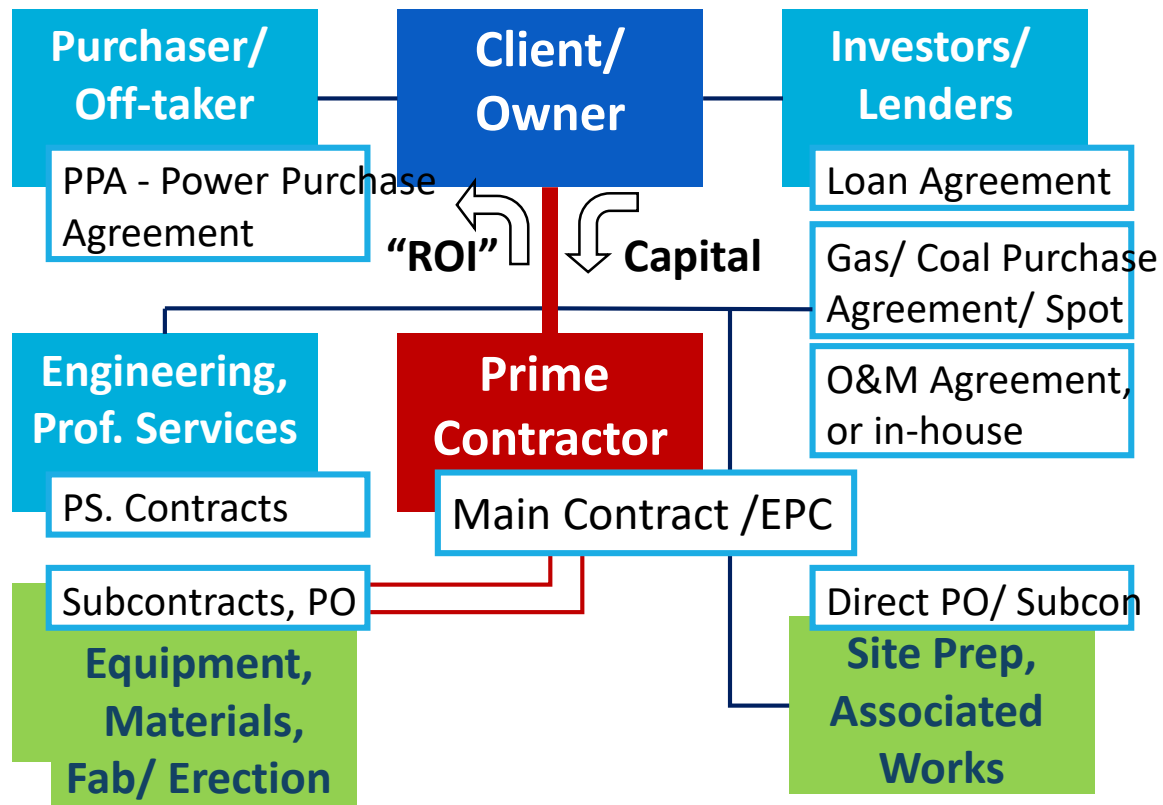 Purchaser/
Off-taker
PPA - Power Purchase
Agreement
Client/
Owner
Investors/
Lenders
Loan Agreement
“ROI”
Capital
Gas/ Coal Purchase
Agreement/ Spot
O&M Agreement,
or in-house
Engineering,
Prof. Services
PS. Contracts
Prime
Contractor
Main Contract /EPC
Subcontracts, PO
Equipment,
Materials,
Fab/ Erection
Direct PO/ Subcon
Site Prep,
Associated
Works